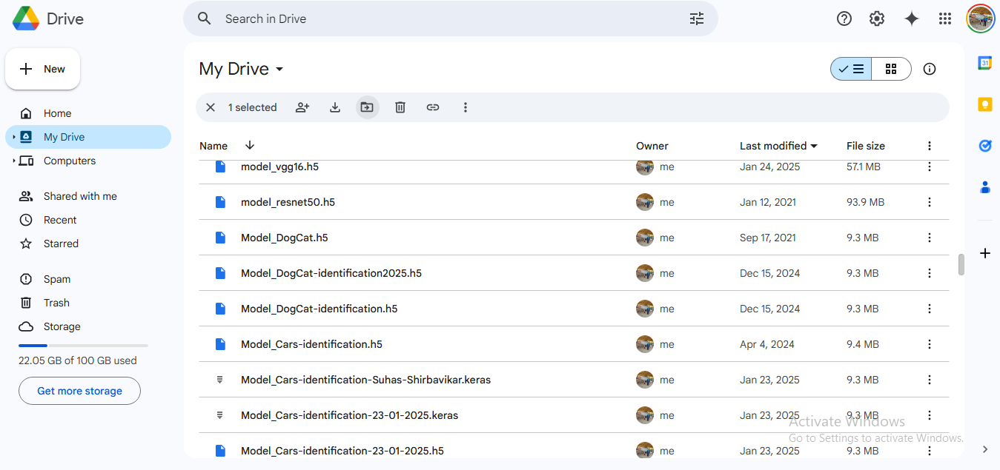 Drive
Search in Drive
New
Home
My Drive
Computers
Shared with me
Recent
Starred
Spam
Trash
Storage
22.05 GB of 100 GB used
Get more storage
My Drive
1 selected
Name Owner Last modified File size
model_vgg16.h5 me Jan 24, 2025 57.1 MB
model_resnet50.h5 me Jan 12, 2021 93.9 MB
Model_DogCat.h5 me Sep 17, 2021 9.3 MB
Model_DogCat-identification2025.h5 me Dec 15, 2024 9.3 MB
Model_DogCat-identification.h5 me Dec 15, 2024 9.3 MB
Model_Cars-identification.h5 me Apr 4, 2024 9.4 MB
Model_Cars-identification-Suhas-Shirbavikar.keras me Jan 23, 2025 9.3 MB
Model_Cars-identification-23-01-2025.keras me Jan 23, 2025 9.3 MB
Model_Cars-identification-23-01-2025.h5 me Jan 23, 2025 9.3 MB
Activate Windows
Go to Settings to activate Windows.
31